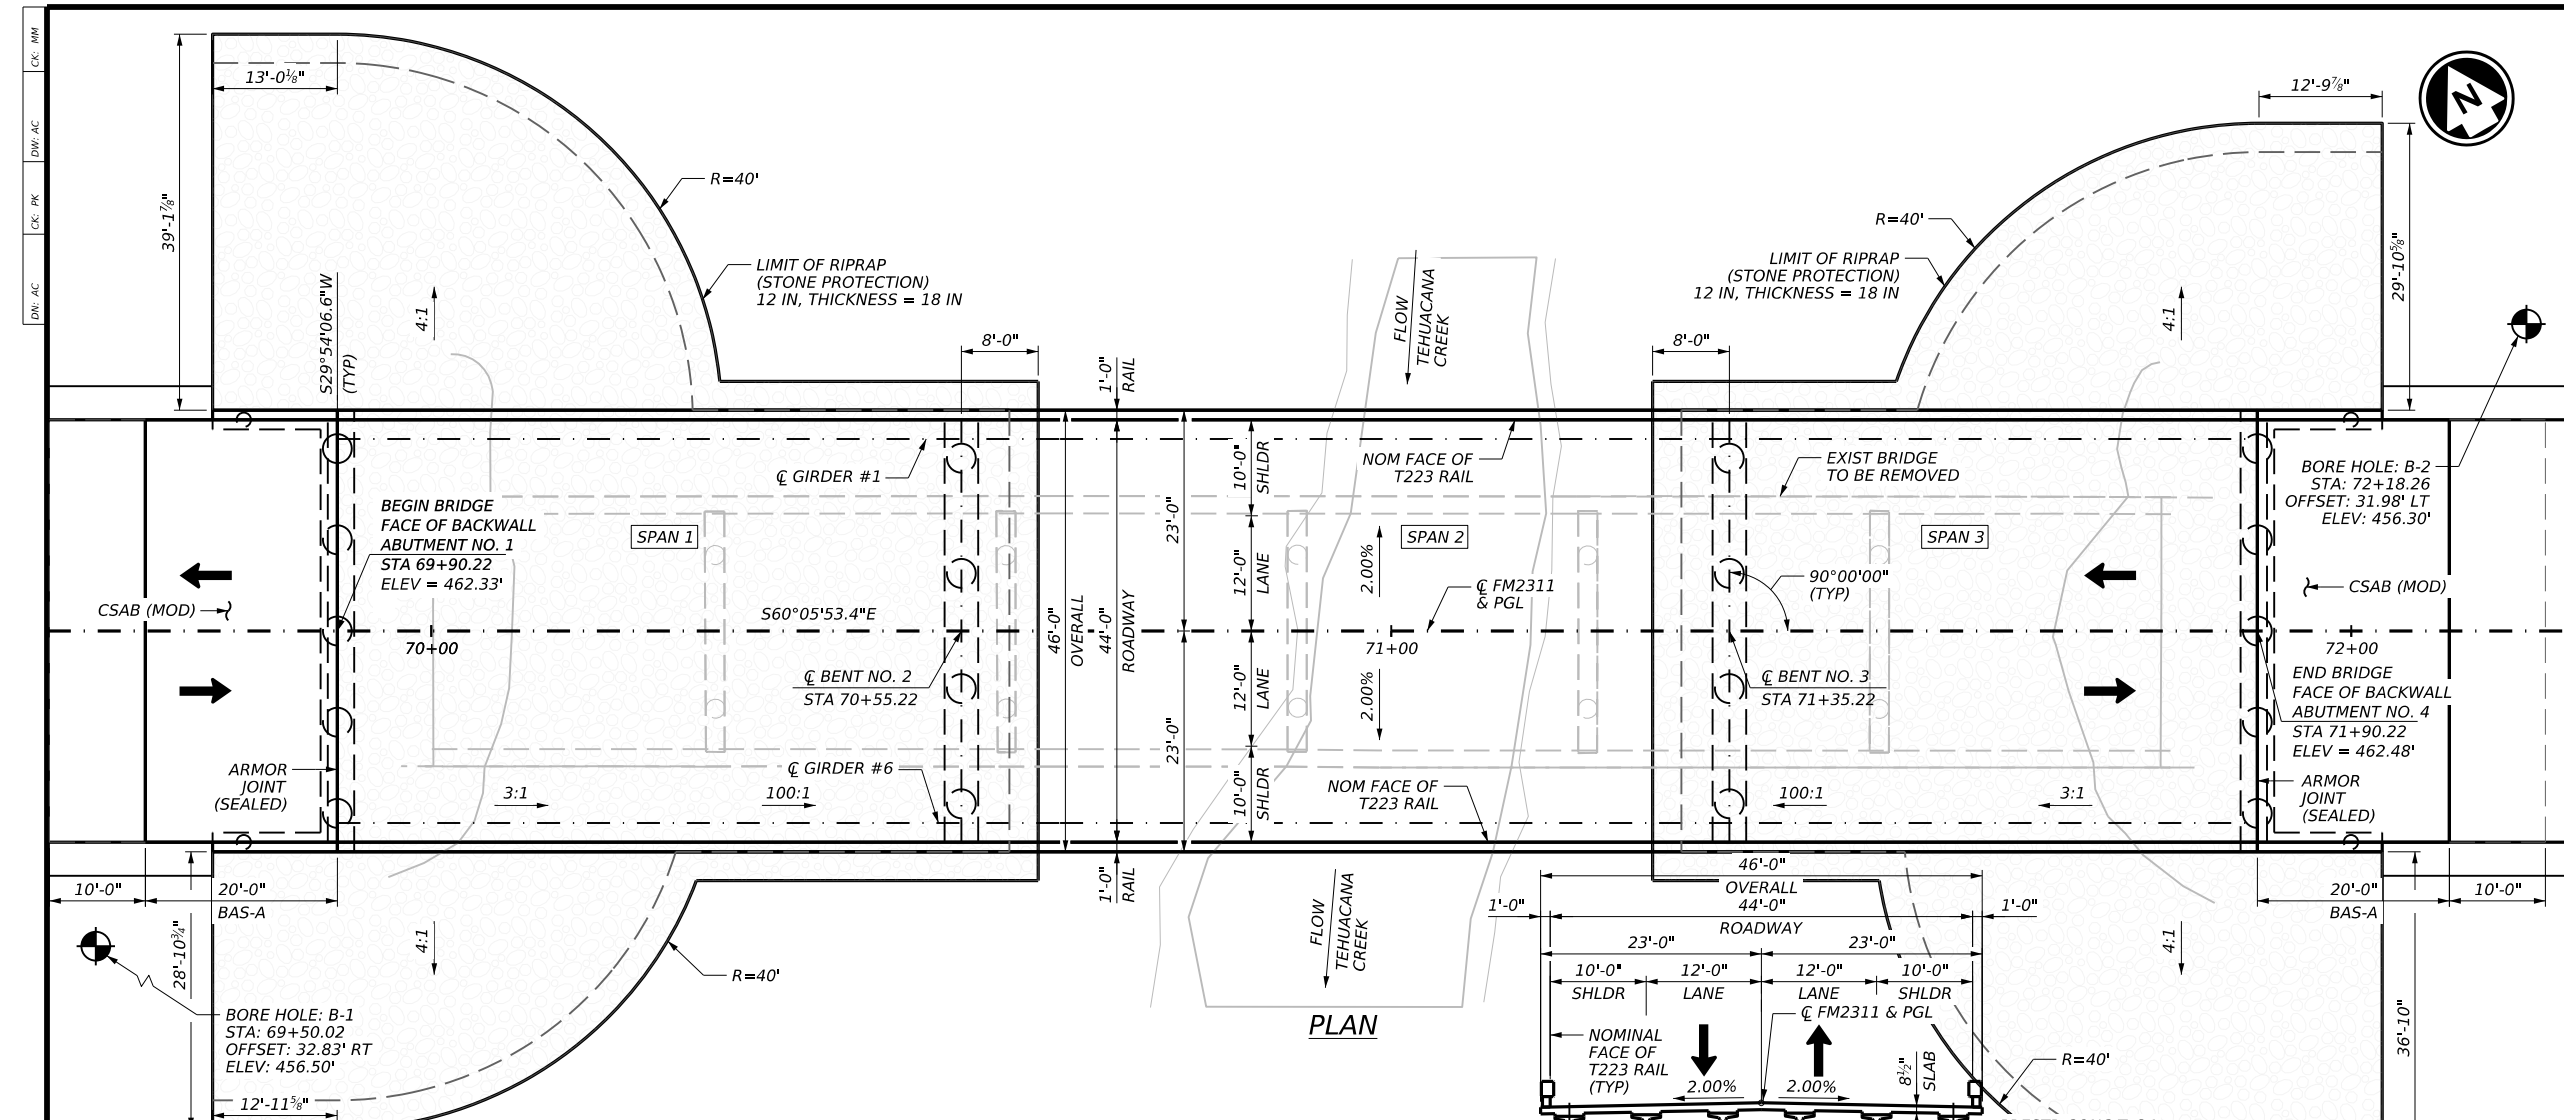 CK: MM
DW: AC
CK: PK
DN: AC
13'-0⅛"
39'-1⅞"
R=40'
LIMIT OF RIPRAP
(STONE PROTECTION)
12 IN, THICKNESS = 18 IN
S29°54'06.6"W
(TYP)
4:1
8'-0"
1'-0"
RAIL
FLOW
TEHUACANA
CREEK
8'-0"
R=40'
LIMIT OF RIPRAP
(STONE PROTECTION)
12 IN, THICKNESS = 18 IN
4:1
12'-9⅞"
29'-10⅝"
N
BORE HOLE: B-2
STA: 72+18.26
OFFSET: 31.98' LT
ELEV: 456.30'
℄ GIRDER #1
BEGIN BRIDGE
FACE OF BACKWALL
ABUTMENT NO. 1
STA 69+90.22
ELEV = 462.33'
SPAN 1
CSAB (MOD)
S60°05'53.4"E
70+00
℄ BENT NO. 2
STA 70+55.22
℄ GIRDER #6
ARMOR
JOINT
(SEALED)
3:1
100:1
46'-0"
OVERALL
44'-0"
ROADWAY
23'-0"
23'-0"
10'-0"
SHLDR
12'-0"
LANE
12'-0"
LANE
10'-0"
SHLDR
NOM FACE OF
T223 RAIL
SPAN 2
2.00%
2.00%
℄ FM2311
& PGL
71+00
NOM FACE OF
T223 RAIL
EXIST BRIDGE
TO BE REMOVED
SPAN 3
90°00'00"
(TYP)
℄ BENT NO. 3
STA 71+35.22
100:1
3:1
CSAB (MOD)
72+00
END BRIDGE
FACE OF BACKWALL
ABUTMENT NO. 4
STA 71+90.22
ELEV = 462.48'
ARMOR
JOINT
(SEALED)
10'-0"
20'-0"
BAS-A
28'-10¾"
4:1
R=40'
BORE HOLE: B-1
STA: 69+50.02
OFFSET: 32.83' RT
ELEV: 456.50'
12'-11⅝"
1'-0"
RAIL
FLOW
TEHUACANA
CREEK
PLAN
46'-0"
OVERALL
1'-0"
44'-0"
1'-0"
ROADWAY
23'-0"
23'-0"
10'-0"
12'-0"
12'-0"
10'-0"
SHLDR
LANE
LANE
SHLDR
℄ FM2311 & PGL
NOMINAL
FACE OF
T223 RAIL
(TYP)
2.00%
2.00%
8½"
SLAB
4:1
R=40'
20'-0"
10'-0"
BAS-A
36'-10"